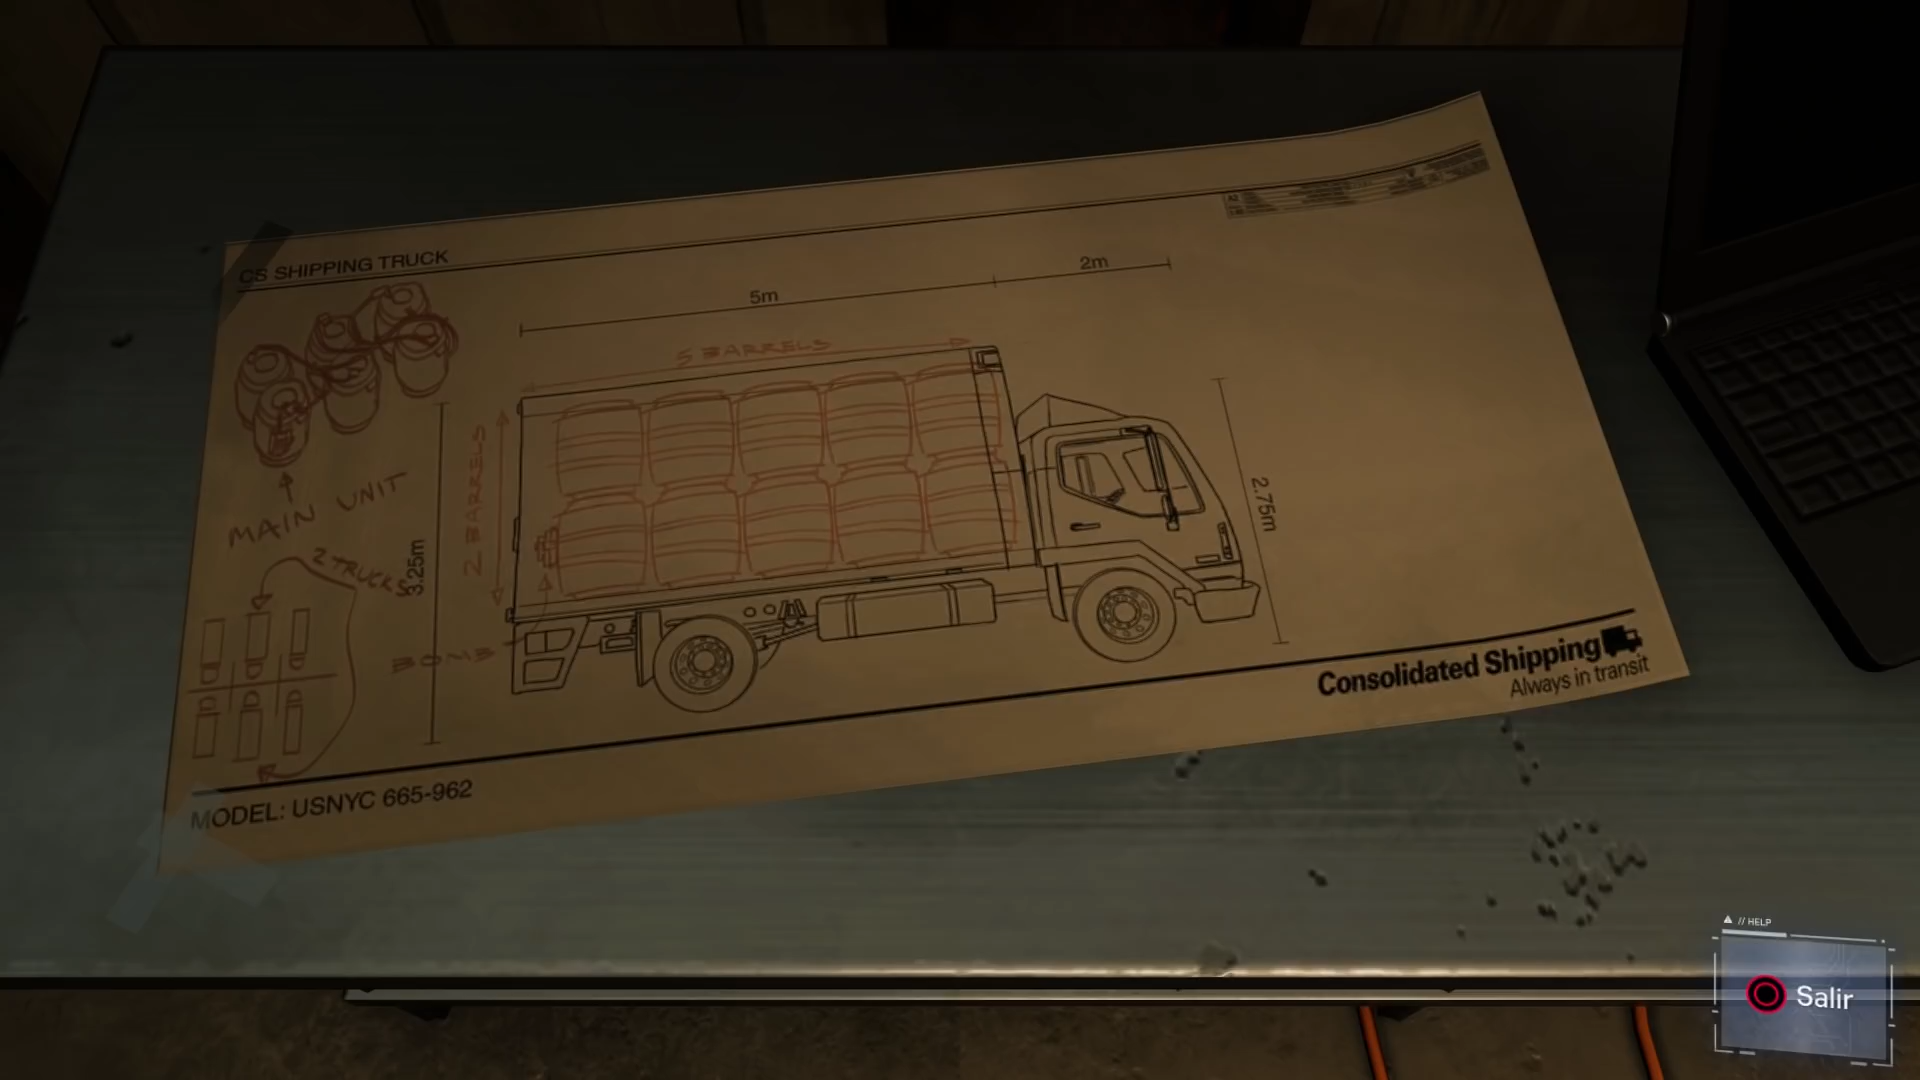 CS SHIPPING TRUCK
A2
5m
2m
5 BARRELS
2 BARRELS
2.75m
MAIN UNIT
2 TRUCKS
3.25m
BOMB
Consolidated Shipping
Always in transit
MODEL: USNYC 665-962
// HELP
Salir